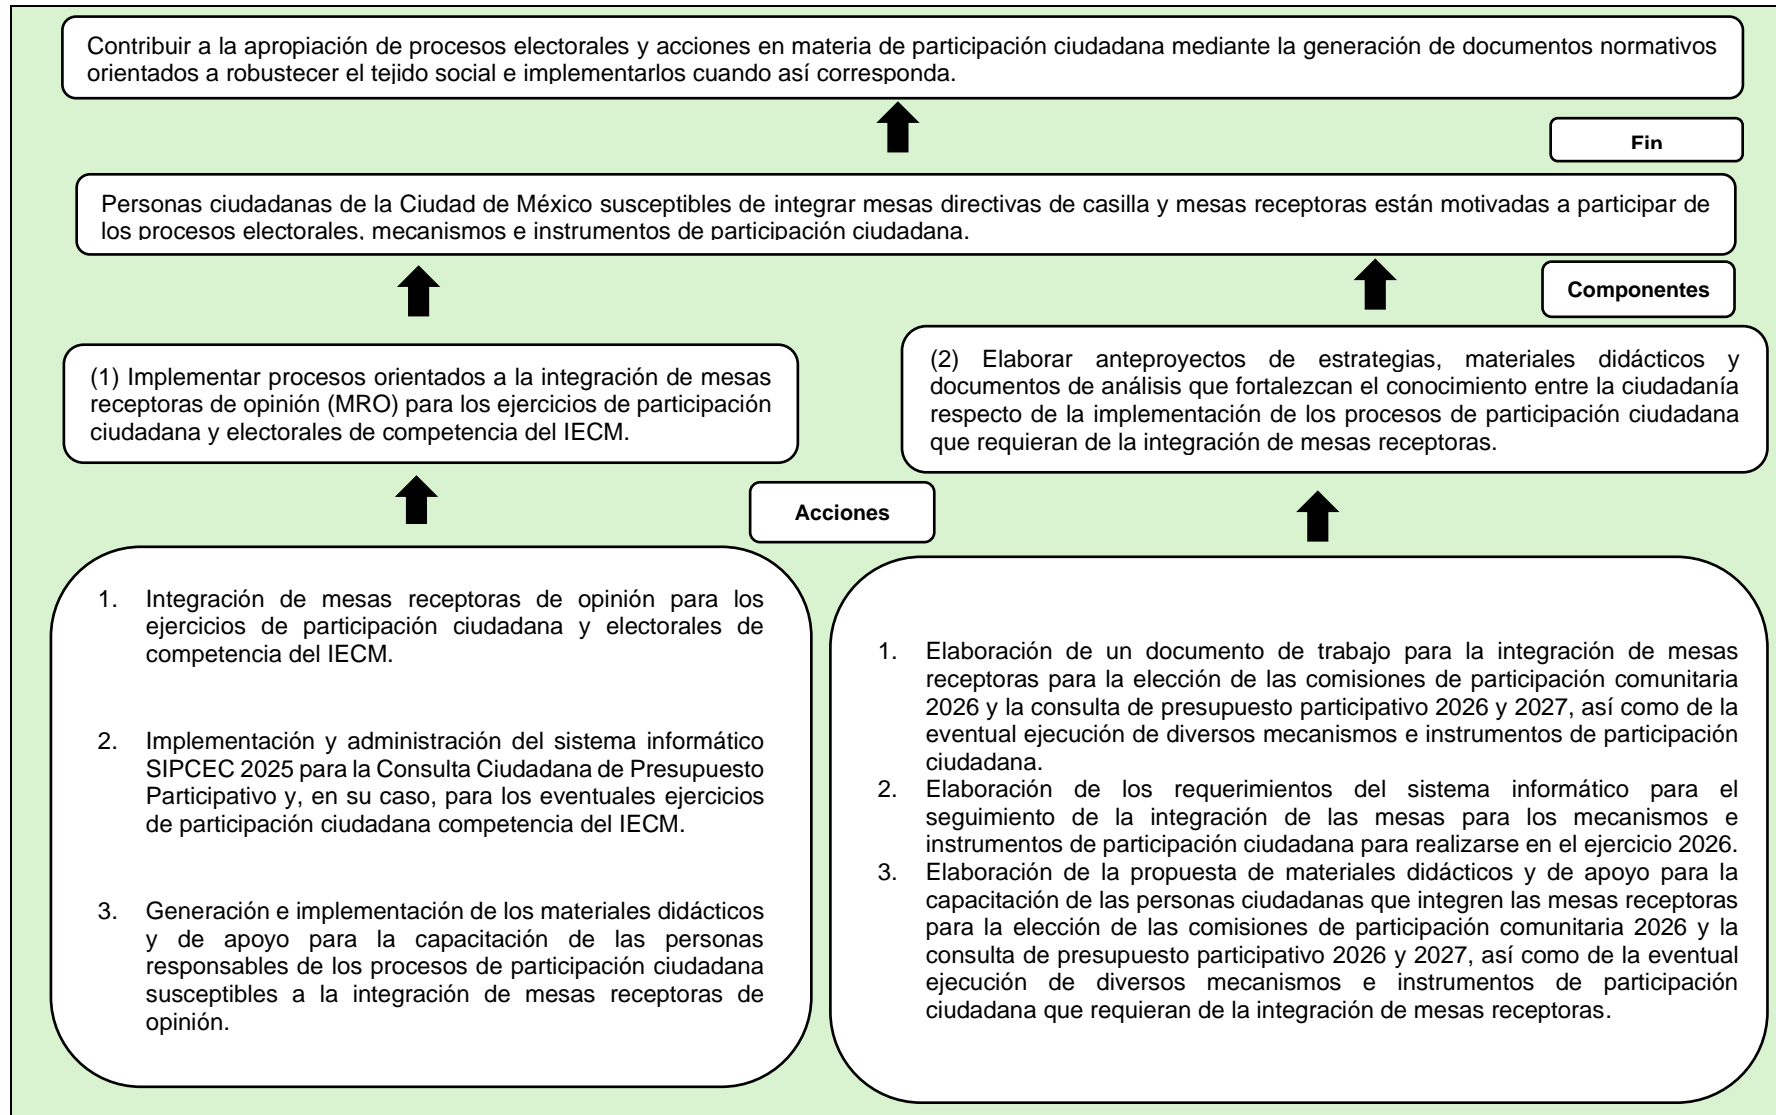 Contribuir a la apropiación de procesos electorales y acciones en materia de participación ciudadana mediante la generación de documentos normativos
orientados a robustecer el tejido social e implementarlos cuando así corresponda.
Fin
Personas ciudadanas de la Ciudad de México susceptibles de integrar mesas directivas de casilla y mesas receptoras están motivadas a participar de
los procesos electorales, mecanismos e instrumentos de participación ciudadana.
Componentes
(1) Implementar procesos orientados a la integración de mesas
receptoras de opinión (MRO) para los ejercicios de participación
ciudadana y electorales de competencia del IECM.
(2) Elaborar anteproyectos de estrategias, materiales didácticos y
documentos de análisis que fortalezcan el conocimiento entre la ciudadanía
respecto de la implementación de los procesos de participación ciudadana
que requieran de la integración de mesas receptoras.
Acciones
1. Integración de mesas receptoras de opinión para los
ejercicios de participación ciudadana y electorales de
competencia del IECM.
2. Implementación y administración del sistema informático
SIPCEC 2025 para la Consulta Ciudadana de Presupuesto
Participativo y, en su caso, para los eventuales ejercicios
de participación ciudadana competencia del IECM.
3. Generación e implementación de los materiales didácticos
y de apoyo para la capacitación de las personas
responsables de los procesos de participación ciudadana
susceptibles a la integración de mesas receptoras de
opinión.
1. Elaboración de un documento de trabajo para la integración de mesas
receptoras para la elección de las comisiones de participación comunitaria
2026 y la consulta de presupuesto participativo 2026 y 2027, así como de la
eventual ejecución de diversos mecanismos e instrumentos de participación
ciudadana.
2. Elaboración de los requerimientos del sistema informático para el
seguimiento de la integración de las mesas para los mecanismos e
instrumentos de participación ciudadana para realizarse en el ejercicio 2026.
3. Elaboración de la propuesta de materiales didácticos y de apoyo para la
capacitación de las personas ciudadanas que integren las mesas receptoras
para la elección de las comisiones de participación comunitaria 2026 y la
consulta de presupuesto participativo 2026 y 2027, así como de la eventual
ejecución de diversos mecanismos e instrumentos de participación
ciudadana que requieran de la integración de mesas receptoras.